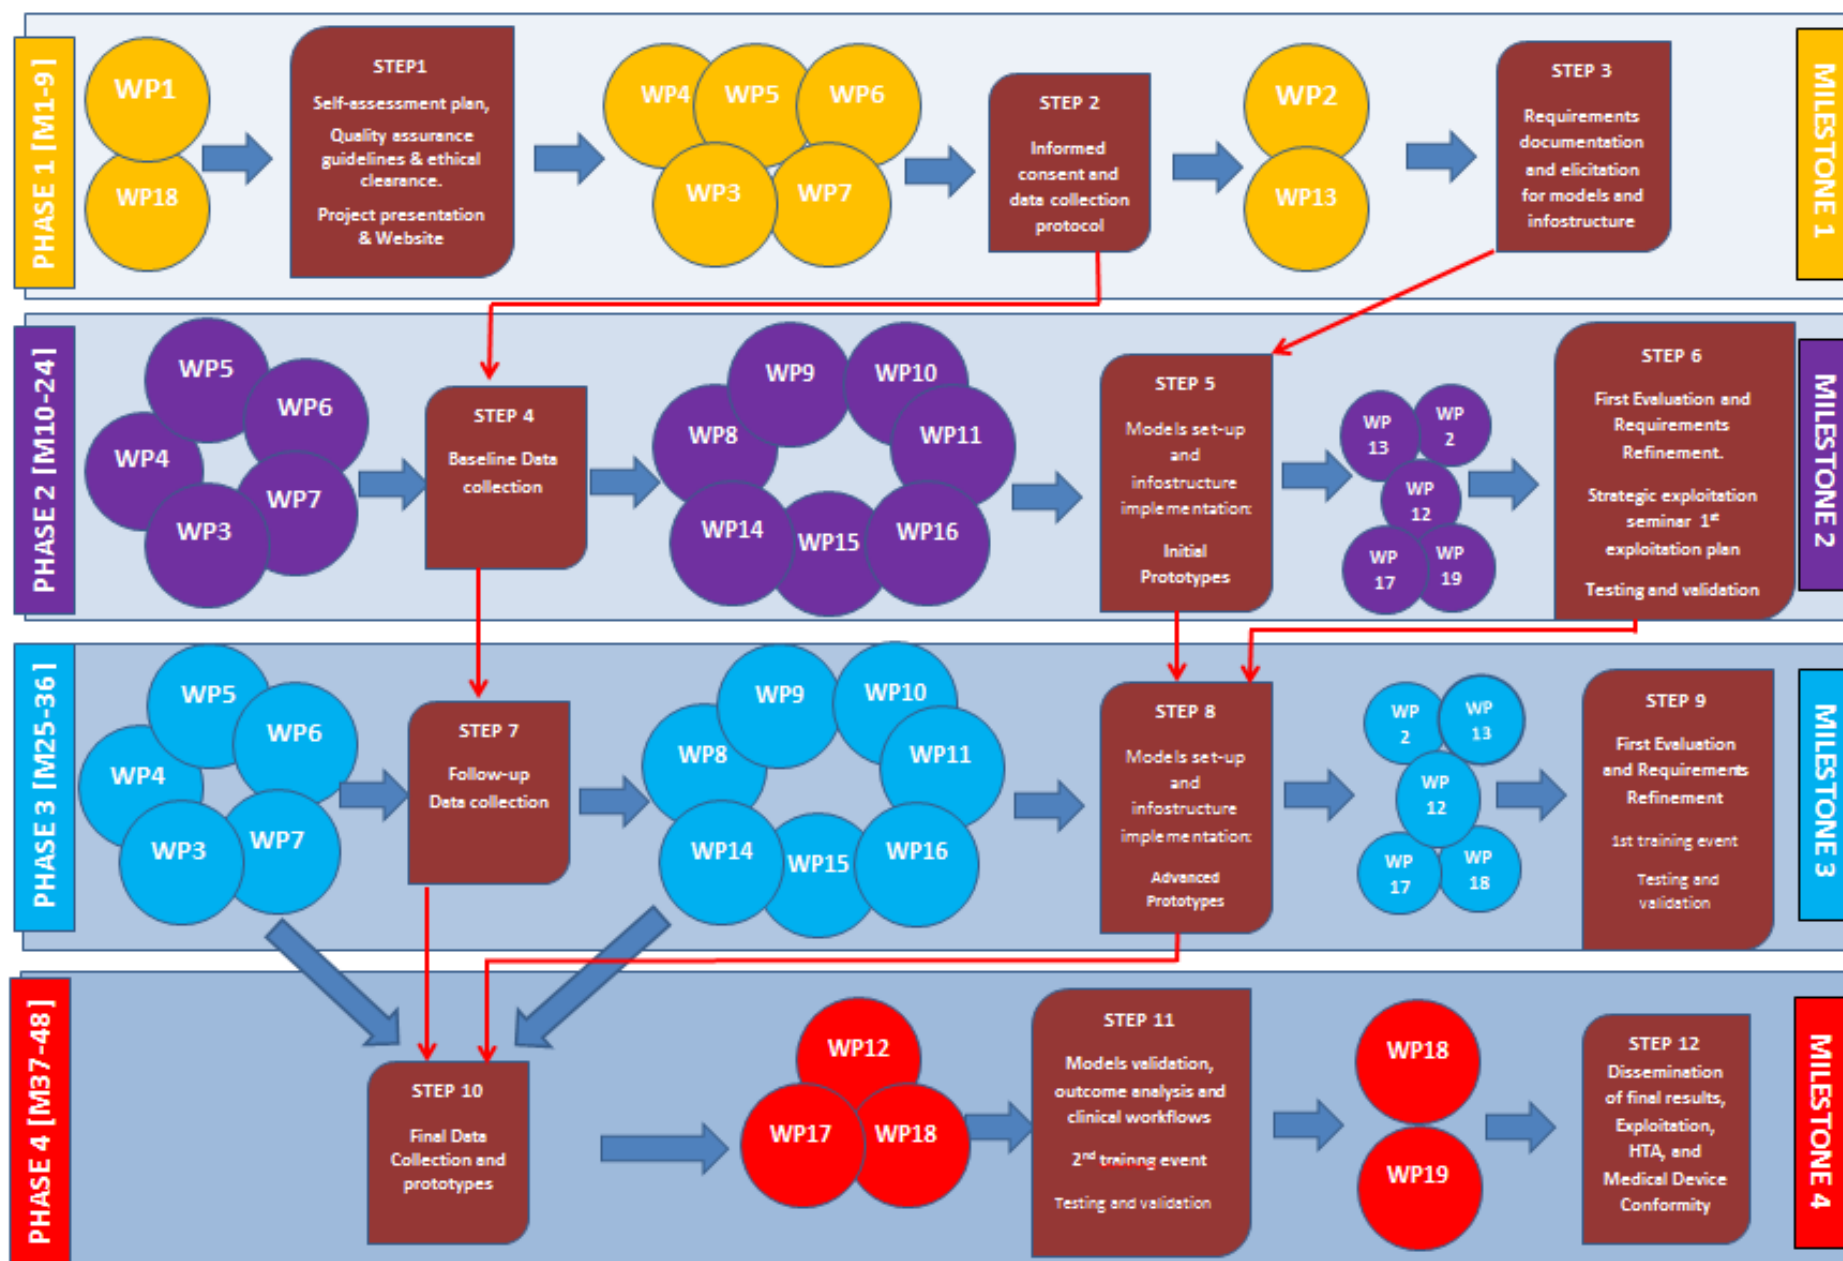 PHASE 1 [M1-9]
WP1
WP18
STEP1
Self-assessment plan,
Quality assurance
guidelines & ethical
clearance.
Project presentation
& Website
WP4
WP5
WP6
WP3
WP7
STEP 2
Informed
consent and
data collection
protocol
WP2
WP13
STEP 3
Requirements
documentation
and elicitation
for models and
infostructure
MILESTONE 1
PHASE 2 [M10-24]
WP5
WP6
WP4
WP7
WP3
STEP 4
Baseline Data
collection
WP9
WP10
WP8
WP11
WP14
WP15
WP16
STEP 5
Models set-up
and
infostructure
implementation:
Initial
Prototypes
WP
13
WP
2
WP
12
WP
17
WP
19
STEP 6
First Evaluation and
Requirements
Refinement.
Strategic exploitation
seminar 1st
exploitation plan
Testing and validation
MILESTONE 2
PHASE 3 [M25-36]
WP5
WP6
WP4
WP3
WP7
STEP 7
Follow-up
Data collection
WP9
WP10
WP8
WP11
WP14
WP15
WP16
STEP 8
Models set-up
and
infostructure
implementation:
Advanced
Prototypes
WP
2
WP
13
WP
12
WP
17
WP
18
STEP 9
First Evaluation
and Requirements
Refinement
1st training event
Testing and
validation
MILESTONE 3
PHASE 4 [M37-48]
STEP 10
Final Data
Collection and
prototypes
WP12
WP17
WP18
STEP 11
Models validation,
outcome analysis and
clinical workflows
2nd trainng event
Testing and validation
WP18
WP19
STEP 12
Dissemination
of final results,
Exploitation,
HTA, and
Medical Device
Conformity
MILESTONE 4